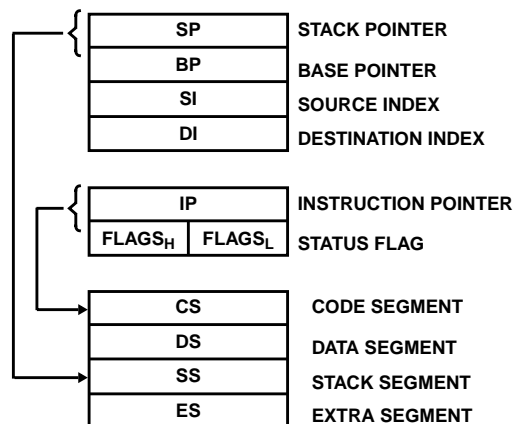 SP STACK POINTER
BP BASE POINTER
SI SOURCE INDEX
DI DESTINATION INDEX
IP INSTRUCTION POINTER
FLAGSH FLAGSL STATUS FLAG
CS CODE SEGMENT
DS DATA SEGMENT
SS STACK SEGMENT
ES EXTRA SEGMENT